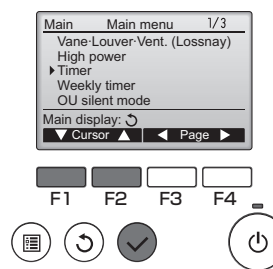 Main Main menu 1/3
Vane·Louver·Vent. (Lossnay)
High power
Timer
Weekly timer
OU silent mode
Main display:
Cursor Page
F1 F2 F3 F4